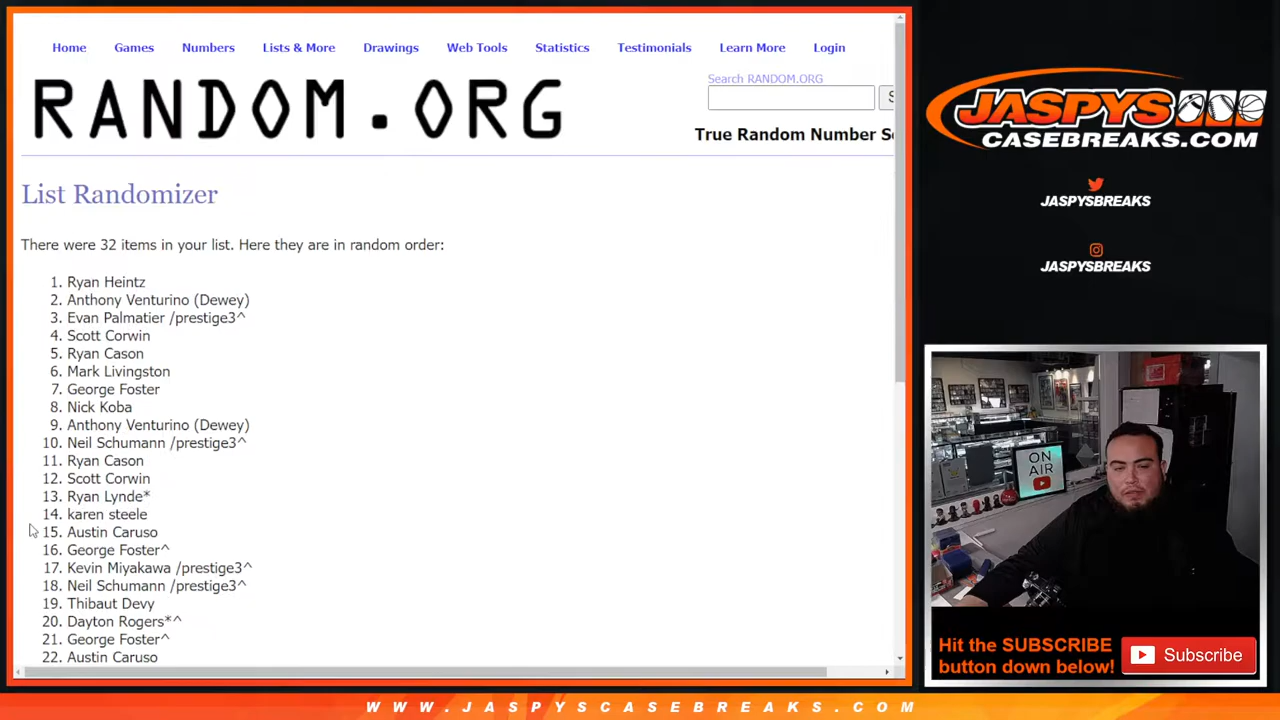 Home Games Numbers Lists & More Drawings Web Tools Statistics Testimonials Learn More Login
Search RANDOM.ORG
RANDOM.ORG
True Random Number
List Randomizer
There were 32 items in your list. Here they are in random order:
1. Ryan Heintz
2. Anthony Venturino (Dewey)
3. Evan Palmatier /prestige3^
4. Scott Corwin
5. Ryan Cason
6. Mark Livingston
7. George Foster
8. Nick Koba
9. Anthony Venturino (Dewey)
10. Neil Schumann /prestige3^
11. Ryan Cason
12. Scott Corwin
13. Ryan Lynde*
14. karen steele
15. Austin Caruso
16. George Foster^
17. Kevin Miyakawa /prestige3^
18. Neil Schumann /prestige3^
19. Thibaut Devy
20. Dayton Rogers*^
21. George Foster^
22. Austin Caruso
JASPYS
CASEBREAKS.COM
JASPYSBREAKS
JASPYSBREAKS
ON
AIR
Hit the SUBSCRIBE
button down below!
Subscribe
WWW.JASPYSCASEBREAKS.COM